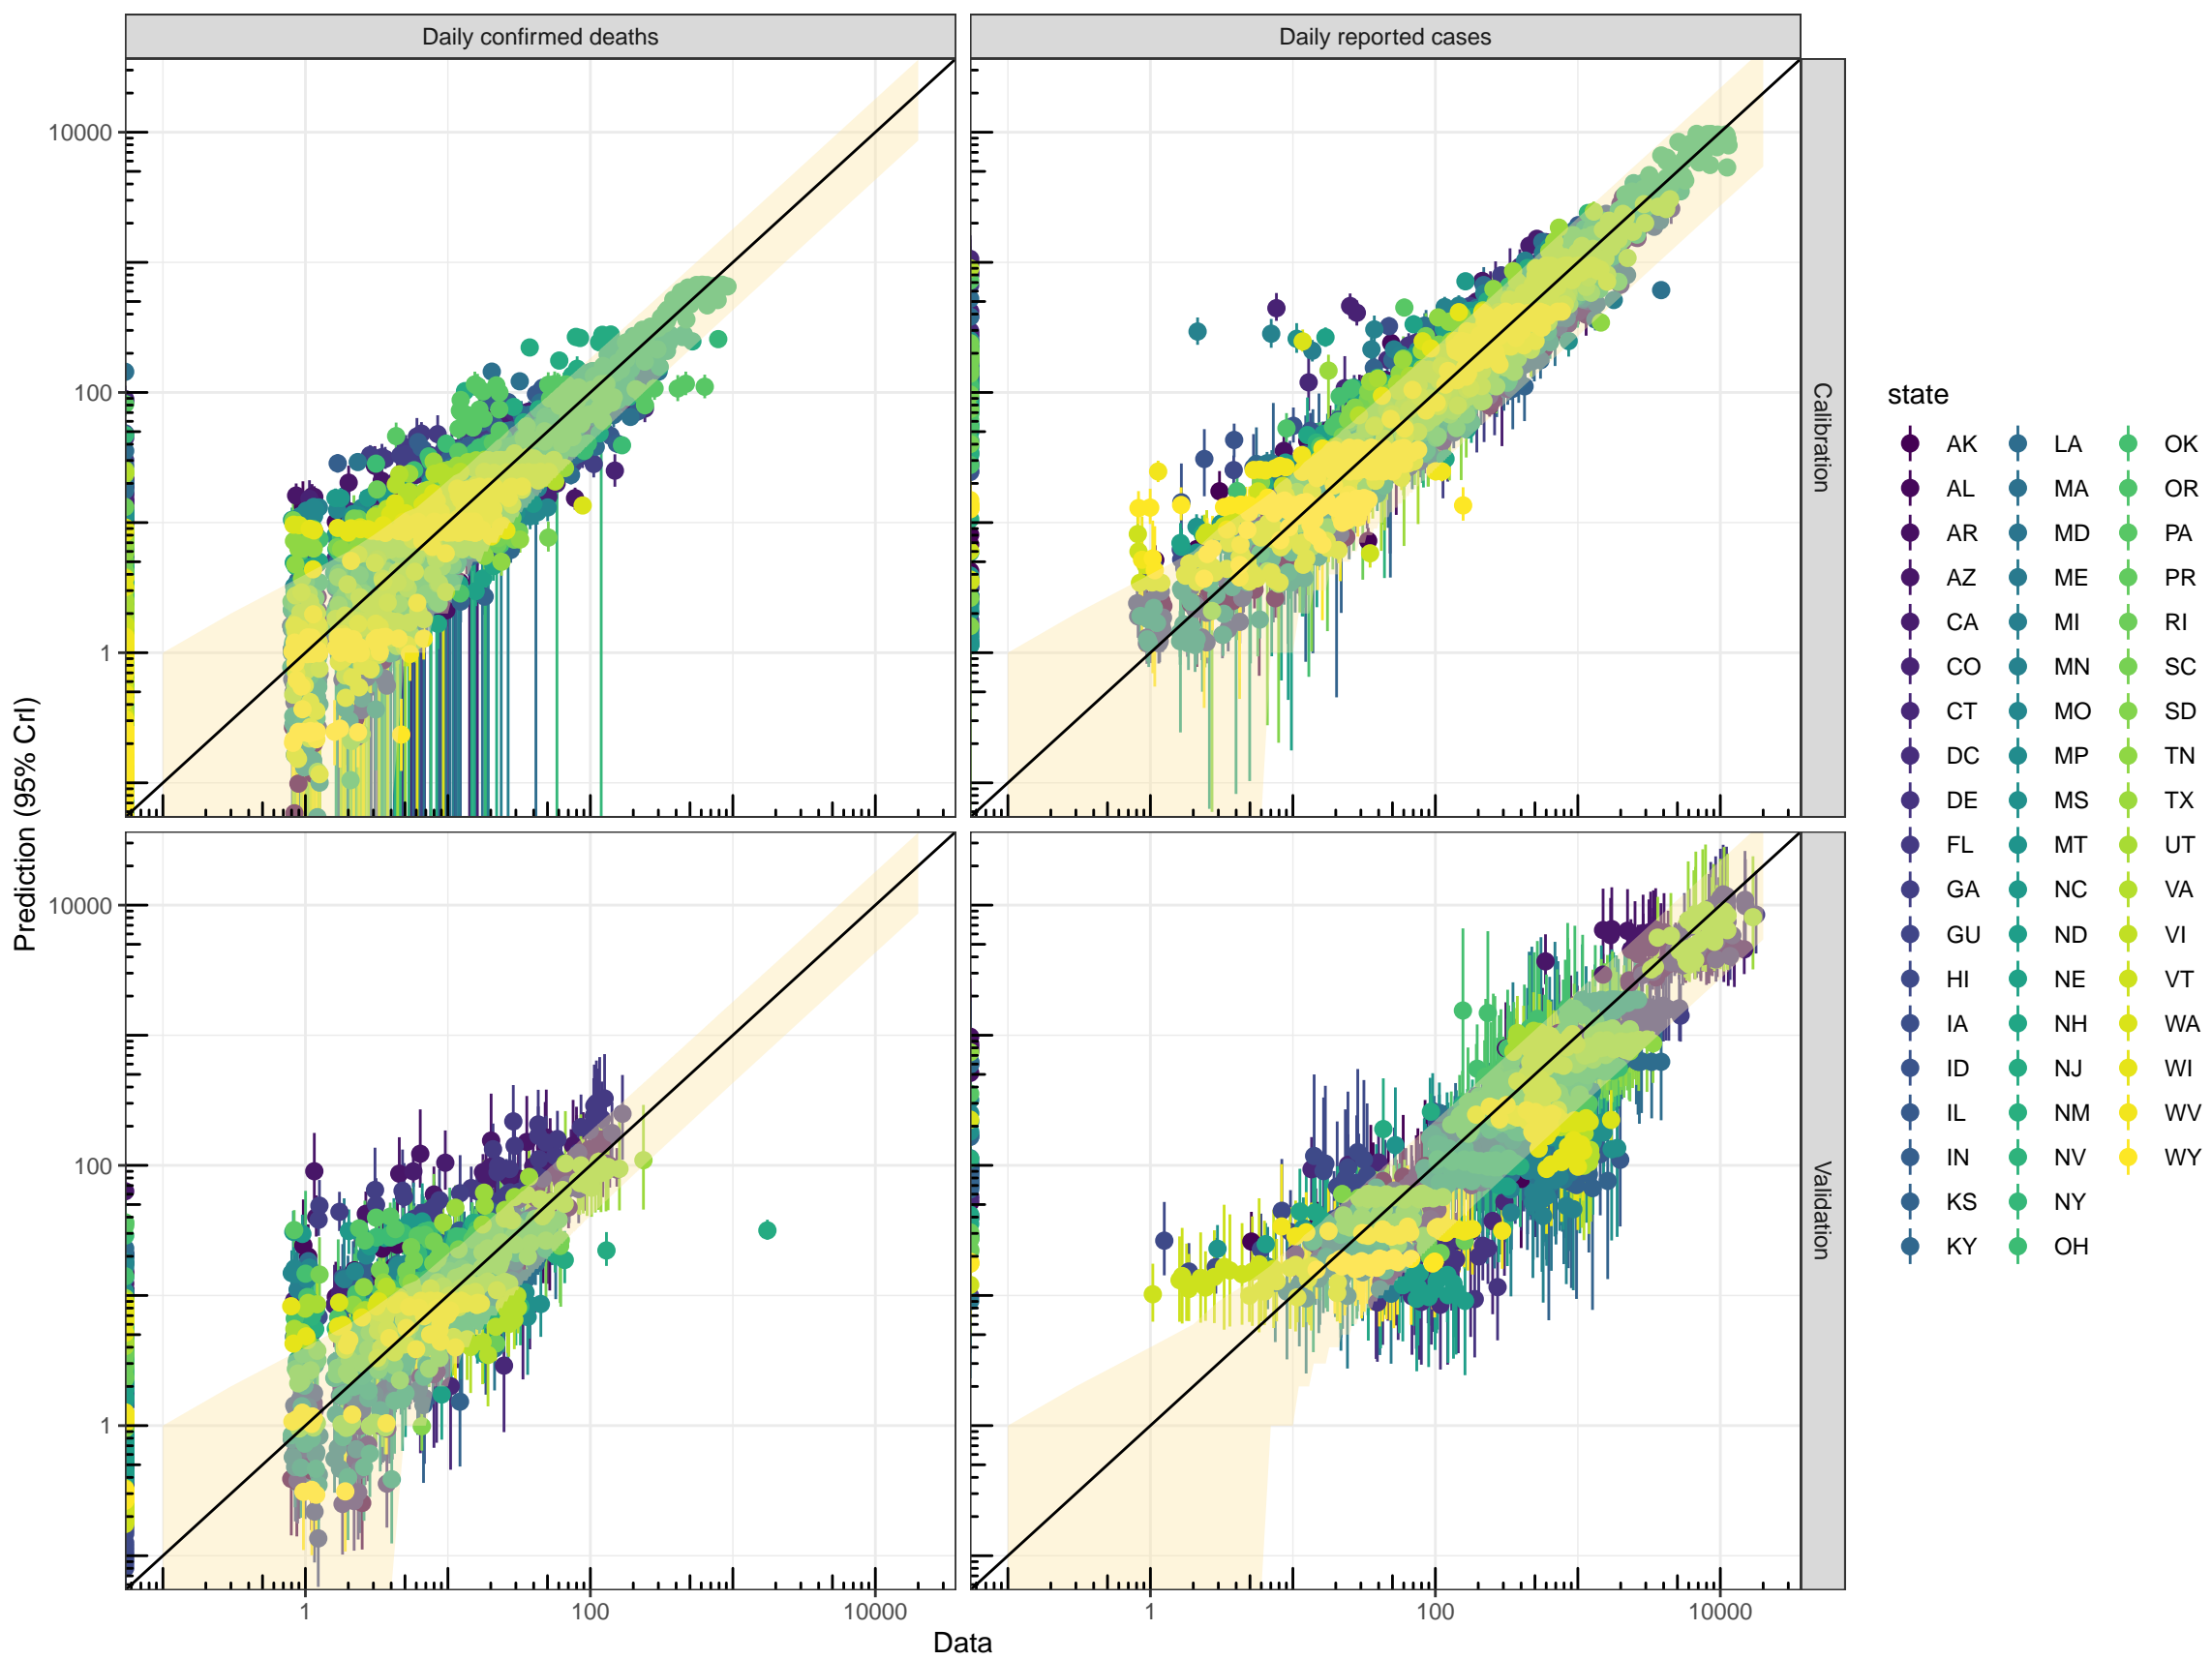 Daily confirmed deaths
Daily reported cases
10000
100
1
Calibration
10000
100
1
Validation
Prediction (95% CrI)
1
100
10000
1
100
10000
Data
state
AK
AL
AR
AZ
CA
CO
CT
DC
DE
FL
GA
GU
HI
IA
ID
IL
IN
KS
KY
LA
MA
MD
ME
MI
MN
MO
MP
MS
MT
NC
ND
NE
NH
NJ
NM
NV
NY
OH
OK
OR
PA
PR
RI
SC
SD
TN
TX
UT
VA
VI
VT
WA
WI
WV
WY